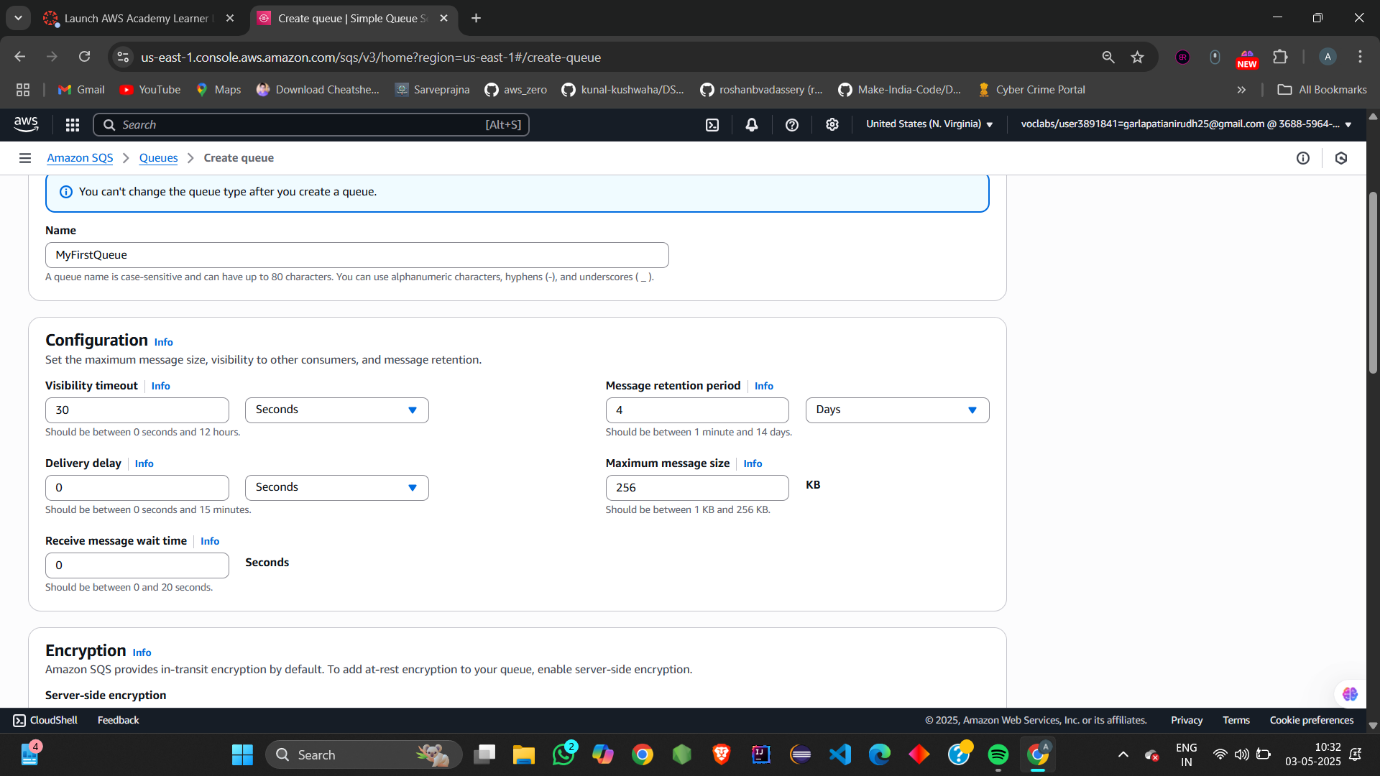 Launch AWS Academy Learner
Create queue | Simple Queue S
us-east-1.console.aws.amazon.com/sqs/v3/home?region=us-east-1#/create-queue
NEW
A
Gmail
YouTube
Maps
Download Cheatshe...
Sarveprajna
aws_zero
kunal-kushwaha/DS...
roshanbvadassery (r...
Make-India-Code/D...
Cyber Crime Portal
»
All Bookmarks
aws
Search
[Alt+S]
United States (N. Virginia)
voclabs/user3891841=garlapatianirudh25@gmail.com @ 3688-5964-...
Amazon SQS
Queues
Create queue
You can't change the queue type after you create a queue.
Name
MyFirstQueue
A queue name is case-sensitive and can have up to 80 characters. You can use alphanumeric characters, hyphens (-), and underscores ( _ ).
Configuration Info
Set the maximum message size, visibility to other consumers, and message retention.
Visibility timeout Info
30 Seconds
Should be between 0 seconds and 12 hours.
Message retention period Info
4 Days
Should be between 1 minute and 14 days.
Delivery delay Info
0 Seconds
Should be between 0 seconds and 15 minutes.
Maximum message size Info
256 KB
Should be between 1 KB and 256 KB.
Receive message wait time Info
0 Seconds
Should be between 0 and 20 seconds.
Encryption Info
Amazon SQS provides in-transit encryption by default. To add at-rest encryption to your queue, enable server-side encryption.
Server-side encryption
CloudShell
Feedback
© 2025, Amazon Web Services, Inc. or its affiliates.
Privacy
Terms
Cookie preferences
4
Search
2
A
ENG
IN
10:32
03-05-2025